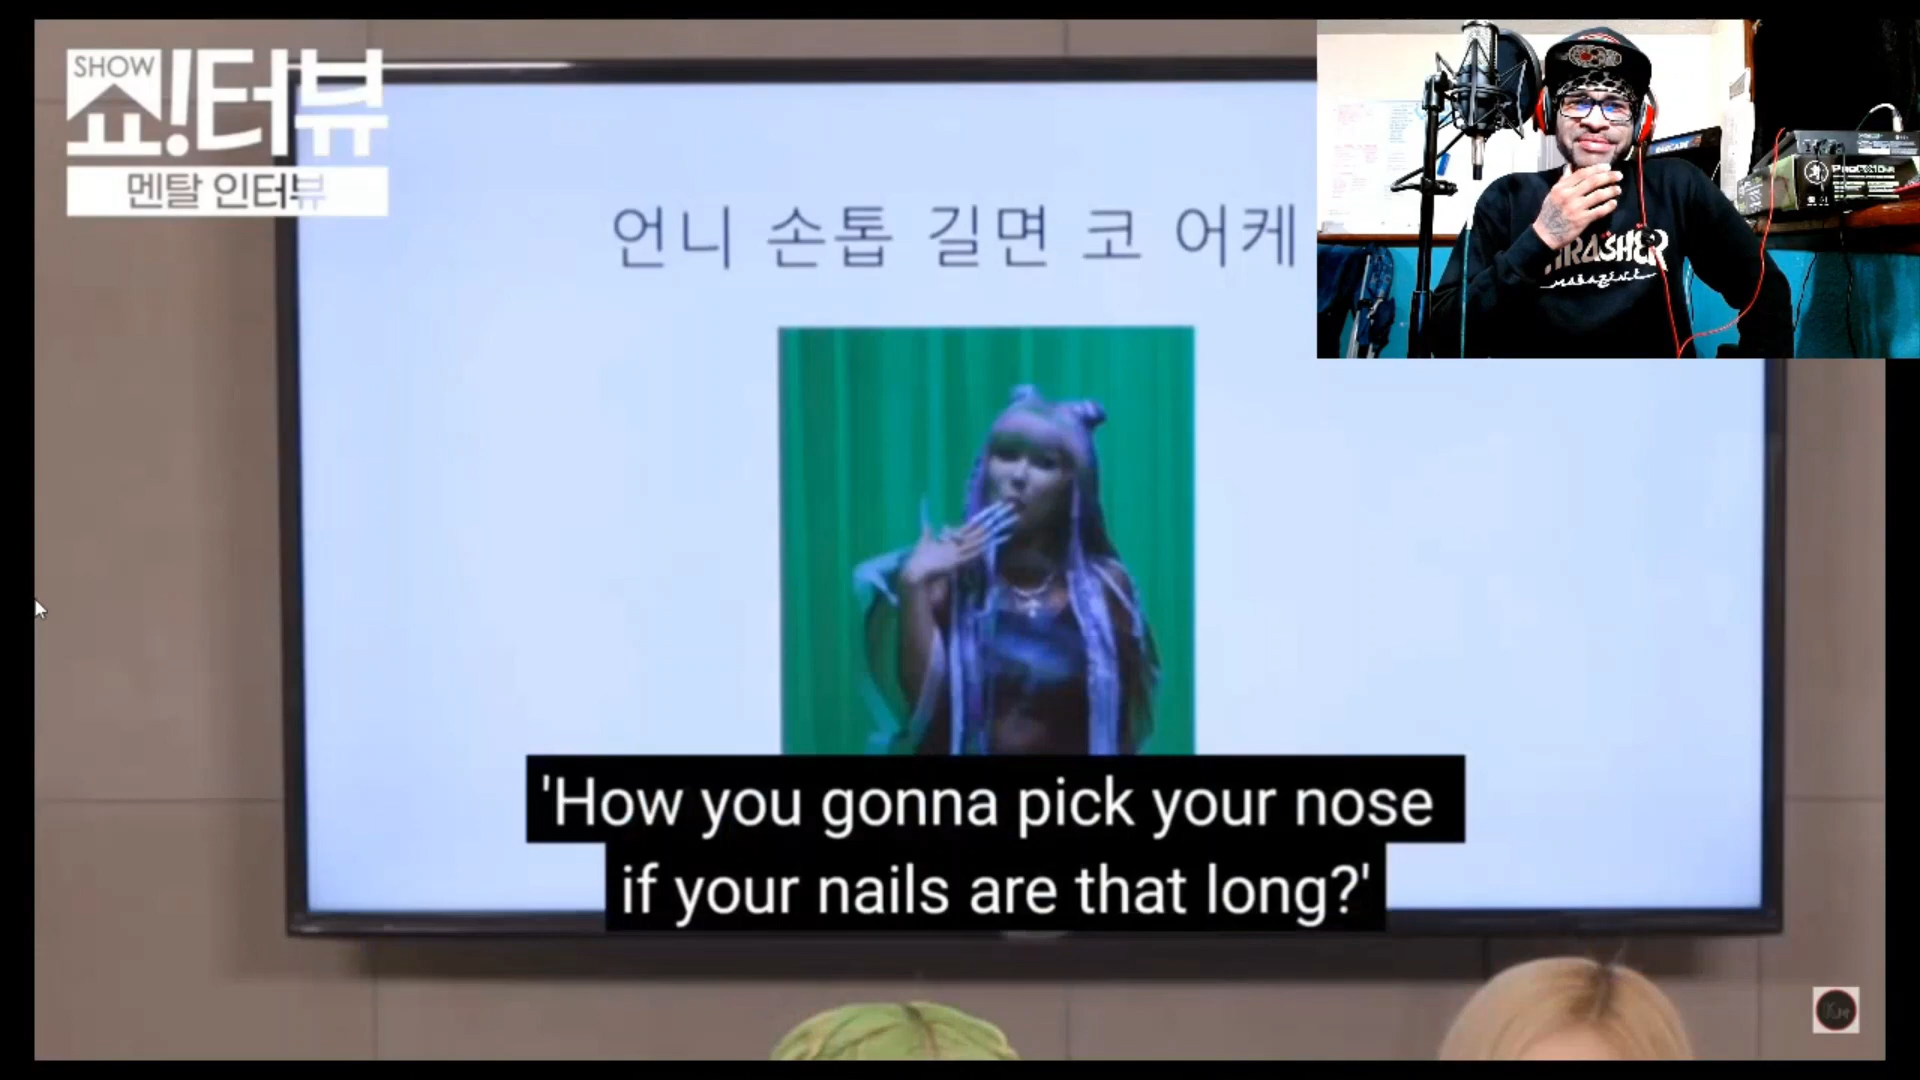 SHOW
쇼!터뷰
멘탈 인터뷰
언니 손톱 길면 코 어케
THRASHER
MAGAZINE
'How you gonna pick your nose
if your nails are that long?'